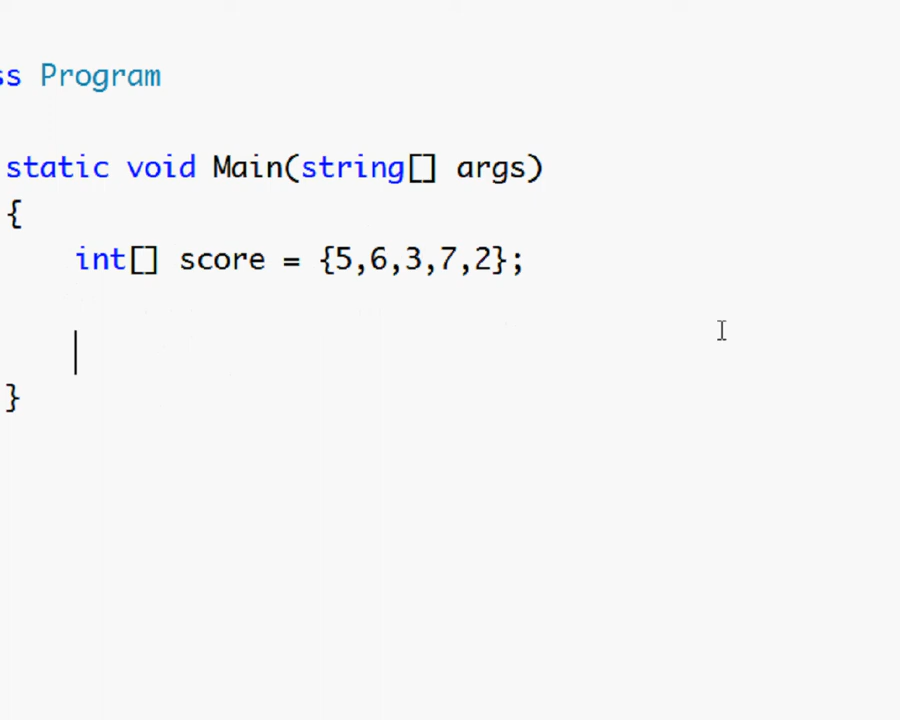 ss Program
static void Main(string[] args)
{
int[] score = {5,6,3,7,2};
}